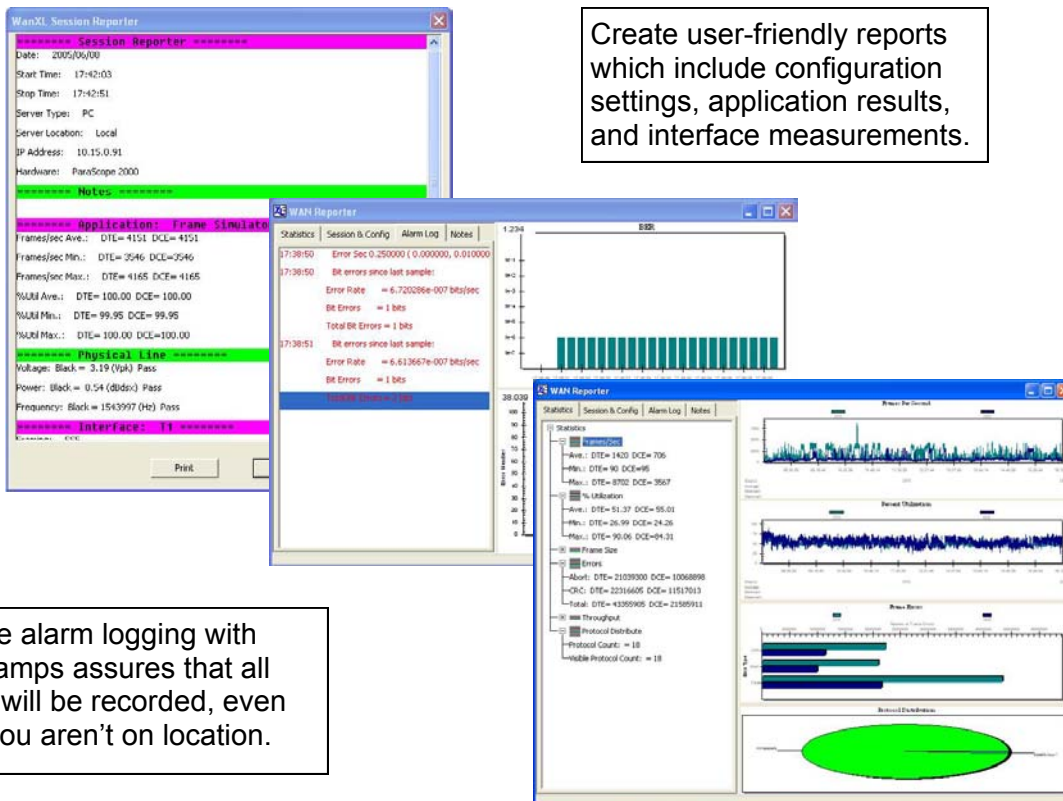 WanXL Session Reporter
======== Session Reporter ========
Date: 2005/06/00
Start Time: 17:42:03
Stop Time: 17:42:51
Server Type: PC
Server Location: Local
IP Address: 10.15.0.91
Hardware: ParaScope 2000
======== Notes ========
======== Application: Frame Simulato
Frames/sec Ave.: DTE= 4151 DCE= 4151
Frames/sec Min.: DTE= 3546 DCE=3546
Frames/sec Max.: DTE= 4165 DCE= 4165
%Util Ave.: DTE= 100.00 DCE= 100.00
%Util Min.: DTE= 99.95 DCE= 99.95
%Util Max.: DTE= 100.00 DCE=100.00
======== Physical Line ========
Voltage: Black = 3.19 (Vpk) Pass
Power: Black = 0.54 (dBdsx) Pass
Frequency: Black = 1543997 (Hz) Pass
======== Interface: T1 ========
Print
Create user-friendly reports
which include configuration
settings, application results,
and interface measurements.
WAN Reporter
Statistics Session & Config Alarm Log Notes
17:38:50 Error Sec 0.250000 ( 0.000000, 0.010000
17:38:50 Bit errors since last sample:
Error Rate = 6.720286e-007 bits/sec
Bit Errors = 1 bits
Total Bit Errors = 1 bits
17:38:51 Bit errors since last sample:
Error Rate = 6.613667e-007 bits/sec
Bit Errors = 1 bits
Total Bit Errors = 2 bits
1.234
BER
38.039
WAN Reporter
Statistics Session & Config Alarm Log Notes
Statistics
Frames/Sec
Ave.: DTE= 1420 DCE= 706
Min.: DTE= 90 DCE=95
Max.: DTE= 8702 DCE= 3567
% Utilization
Ave.: DTE= 51.37 DCE= 55.01
Min.: DTE= 26.99 DCE= 24.26
Max.: DTE= 90.06 DCE=84.31
Frame Size
Errors
Abort: DTE= 21039300 DCE= 10068898
CRC: DTE= 22316605 DCE= 11517013
Total: DTE= 43355905 DCE= 21585911
Throughput
Protocol Distribute
Protocol Count: = 18
Visible Protocol Count: = 18
Frames Per Second
Percent Utilization
Frame Errors
Protocol Distribution
e alarm logging with
amps assures that all
will be recorded, even
ou aren't on location.